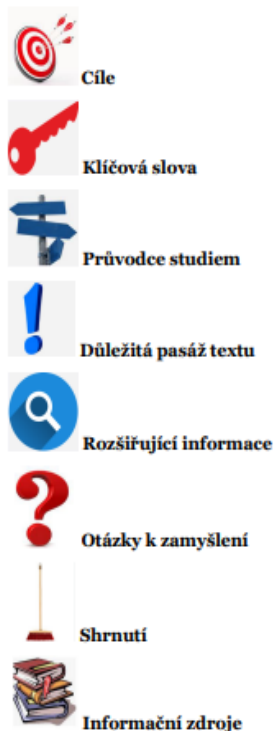 Cíle
Klíčová slova
Průvodce studiem
Důležitá pasáž textu
Rozšiřující informace
Otázky k zamyšlení
Shrnutí
Informační zdroje